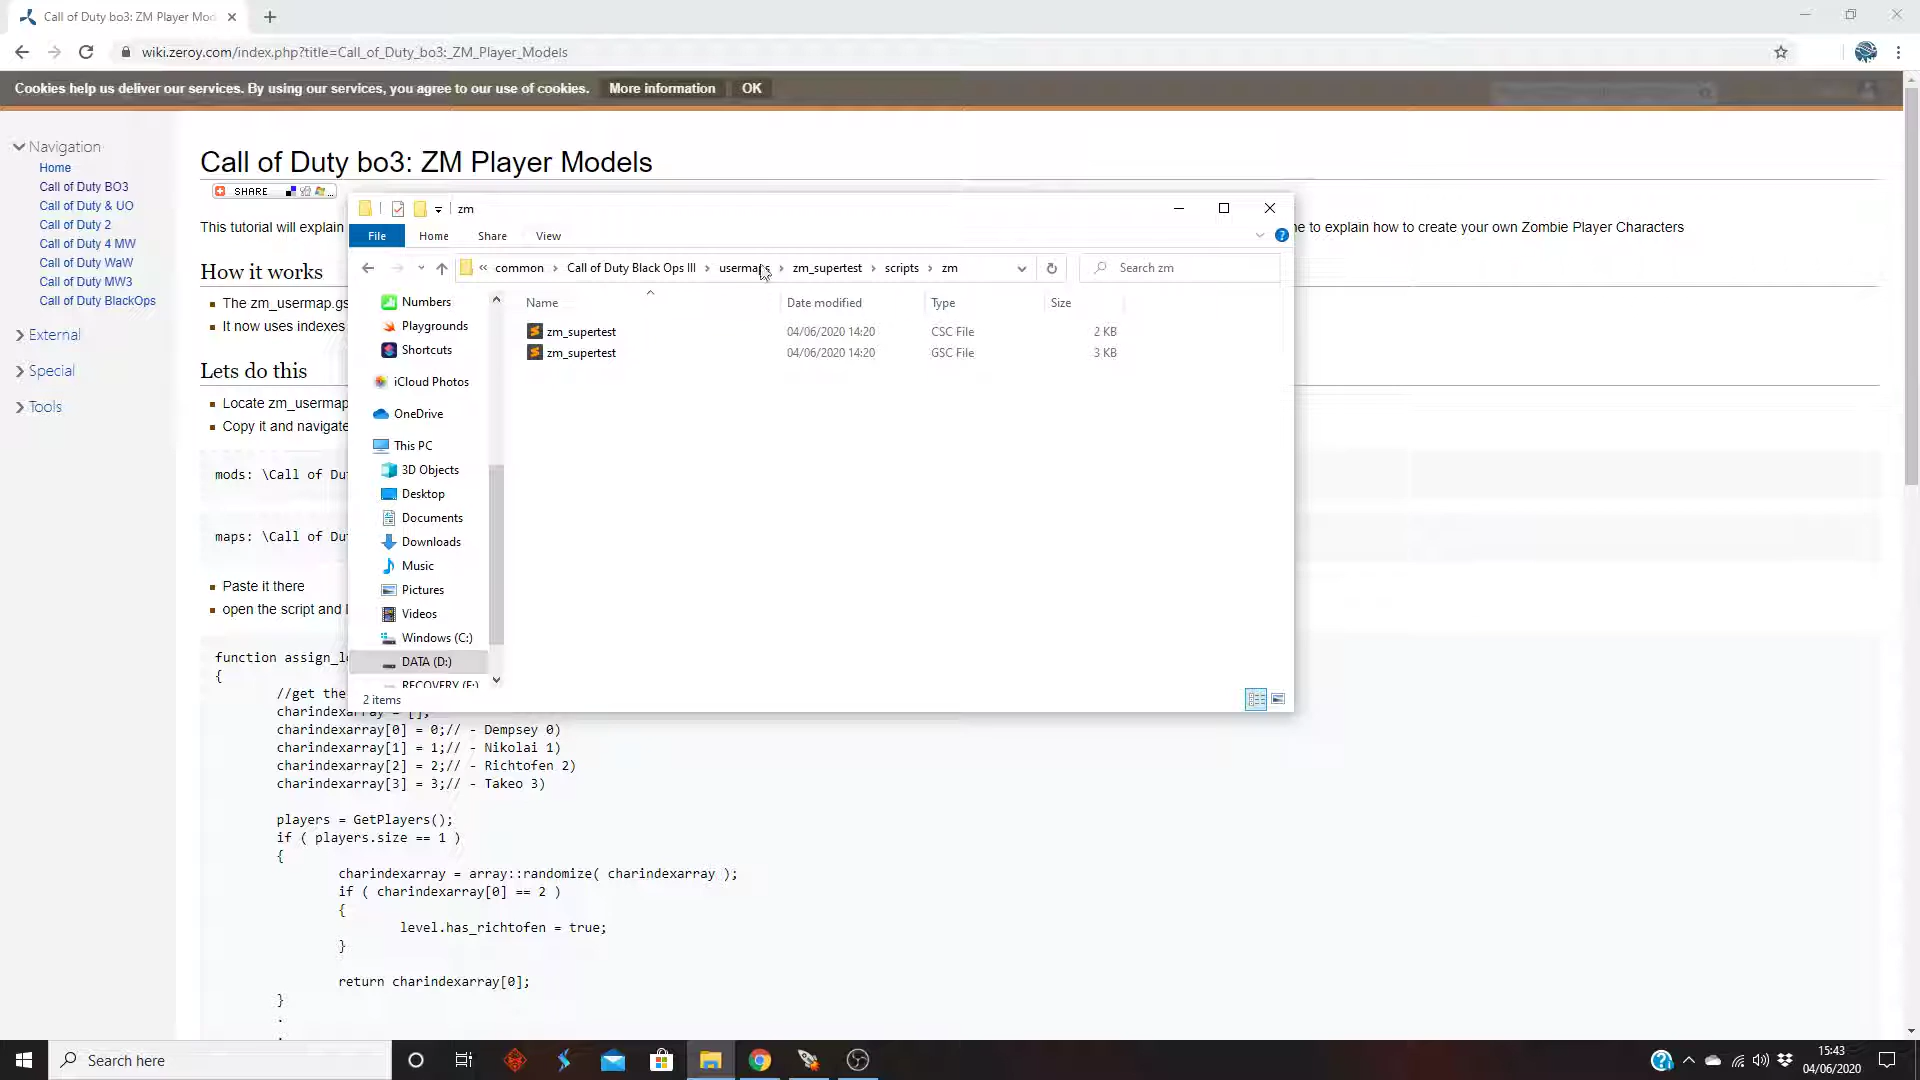 Call of Duty bo3: ZM Player Mo
wiki.zeroy.com/index.php?title=Call_of_Duty_bo3:_ZM_Player_Models
Cookies help us deliver our services. By using our services, you agree to our use of cookies. More information OK
Navigation
Home
Call of Duty BO3
Call of Duty & UO
Call of Duty 2
Call of Duty 4 MW
Call of Duty WaW
Call of Duty MW3
Call of Duty BlackOps
External
Special
Tools
Call of Duty bo3: ZM Player Models
SHARE
This tutorial will explain
e to explain how to create your own Zombie Player Characters
How it works
The zm_usermap.gs
It now uses indexes
Lets do this
Locate zm_usermap
Copy it and navigate
mods: \Call of Du
maps: \Call of Du
Paste it there
open the script and
function assign_l
{
//get the
charindexarray = [];
charindexarray[0] = 0;// - Dempsey 0)
charindexarray[1] = 1;// - Nikolai 1)
charindexarray[2] = 2;// - Richtofen 2)
charindexarray[3] = 3;// - Takeo 3)
players = GetPlayers();
if ( players.size == 1 )
{
charindexarray = array::randomize( charindexarray );
if ( charindexarray[0] == 2 )
{
level.has_richtofen = true;
}
return charindexarray[0];
}
.
.
zm
File Home Share View
« common › Call of Duty Black Ops III › usermaps › zm_supertest › scripts › zm
Search zm
Numbers
Playgrounds
Shortcuts
iCloud Photos
OneDrive
This PC
3D Objects
Desktop
Documents
Downloads
Music
Pictures
Videos
Windows (C:)
DATA (D:)
RECOVERY (E:)
Name Date modified Type Size
zm_supertest 04/06/2020 14:20 CSC File 2 KB
zm_supertest 04/06/2020 14:20 GSC File 3 KB
2 items
Search here
15:43
04/06/2020